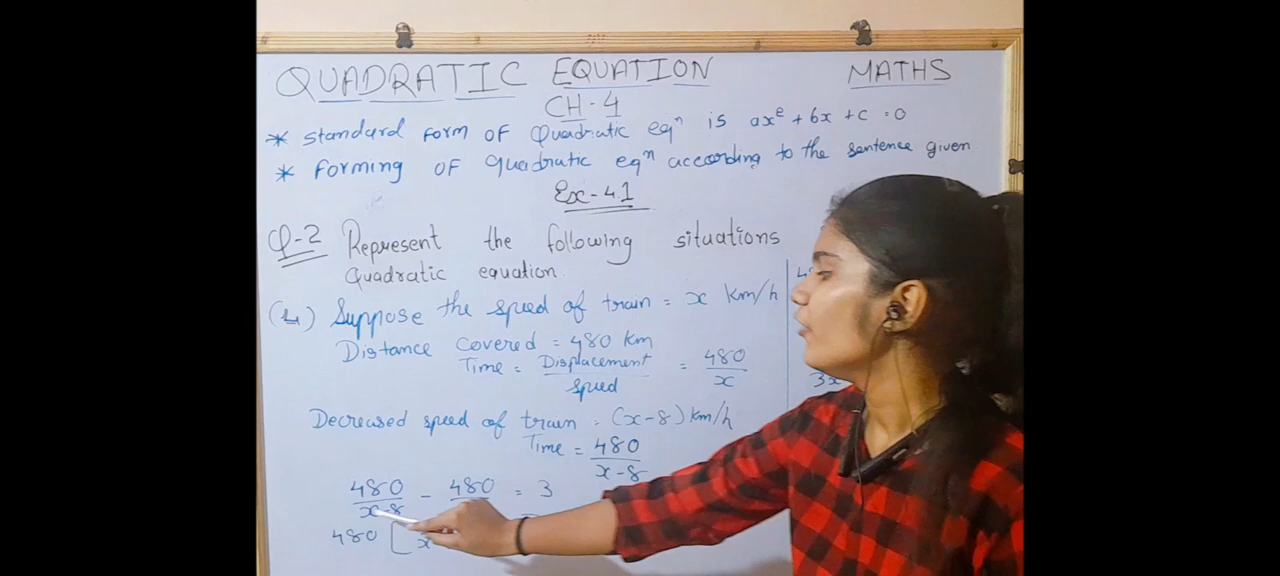 QUADRATIC EQUATION MATHS
CH-4
* standard form of Quadratic eqⁿ is ax² + bx + c = 0
* Forming of quadratic eqⁿ according to the sentence given
Ex-4.1
Q-2 Represent the following situations
Quadratic equation.
Suppose the speed of train = x km/h
Distance covered = 480 km
Time = Displacement / speed = 480 / x
Decreased speed of train = (x-8) km/h
Time = 480 / x-8
480 / x-8 - 480 = 3
480 [
3x